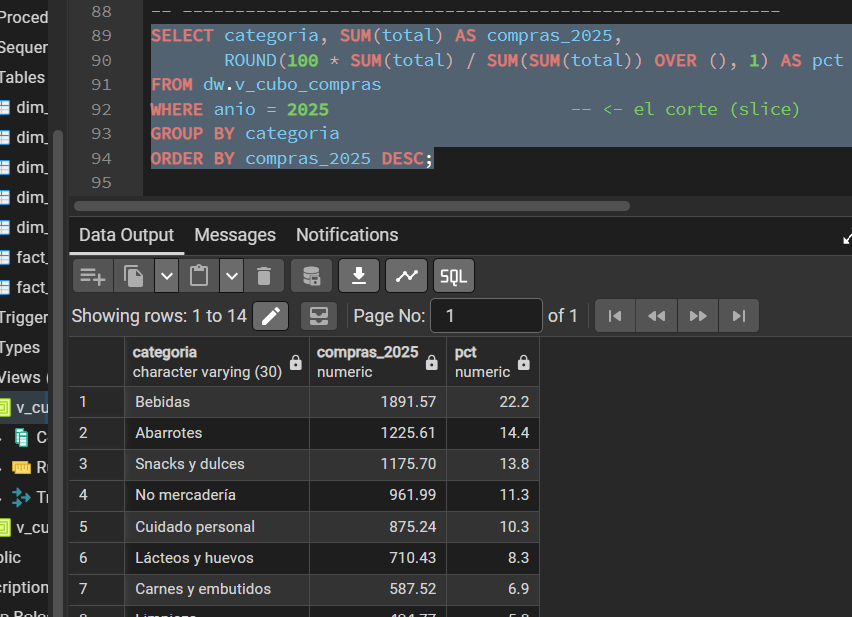 Proced
Sequer
Tables
dim_
dim_
dim_
dim_
dim_
fact_
fact_
Trigger
Types
Views (
v_cu
C
Ru
Tr
v_cu
blic
cription
88 -- ----------------------------------------------------------
89 SELECT categoria, SUM(total) AS compras_2025,
90 ROUND(100 * SUM(total) / SUM(SUM(total)) OVER (), 1) AS pct
91 FROM dw.v_cubo_compras
92 WHERE anio = 2025 -- <- el corte (slice)
93 GROUP BY categoria
94 ORDER BY compras_2025 DESC;
95
Data Output Messages Notifications
SQL
Showing rows: 1 to 14 Page No: 1 of 1
categoria compras_2025 pct
character varying (30) numeric numeric
1 Bebidas 1891.57 22.2
2 Abarrotes 1225.61 14.4
3 Snacks y dulces 1175.70 13.8
4 No mercadería 961.99 11.3
5 Cuidado personal 875.24 10.3
6 Lácteos y huevos 710.43 8.3
7 Carnes y embutidos 587.52 6.9